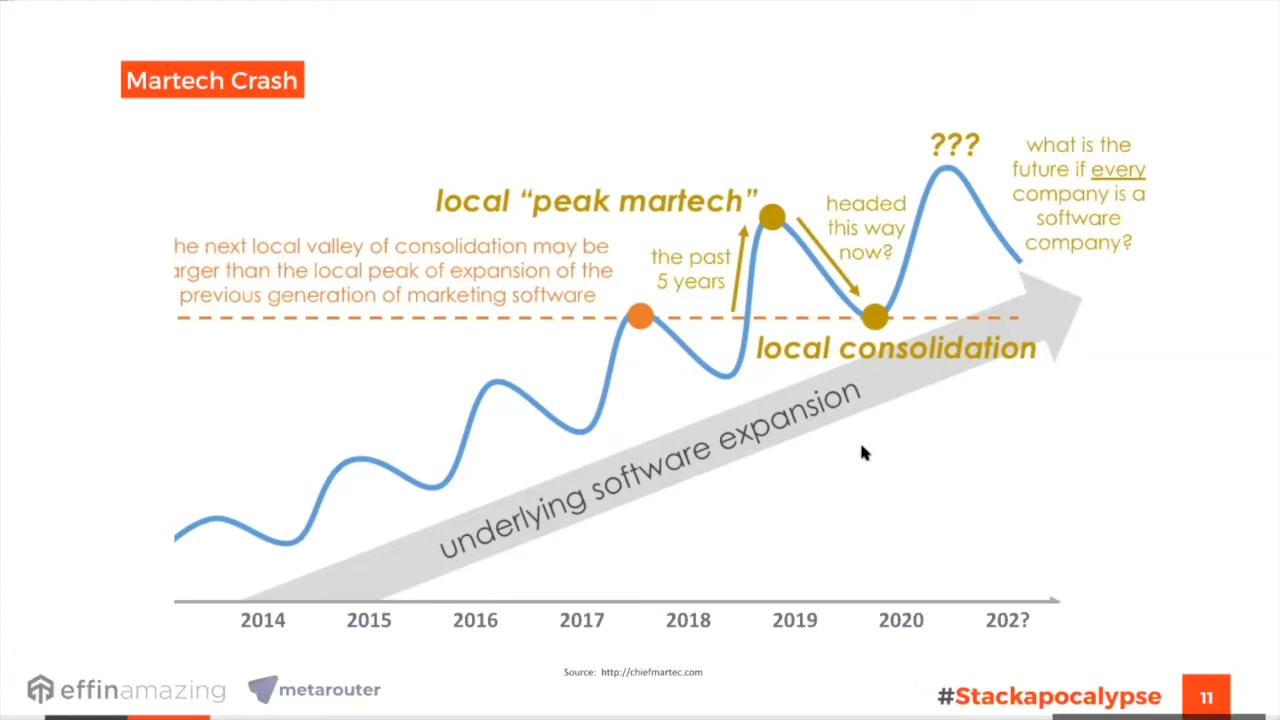 Martech Crash
???
what is the
future if every
company is a
software
company?
local “peak martech”
headed
this way
now?
he next local valley of consolidation may be
arger than the local peak of expansion of the
previous generation of marketing software
the past
5 years
local consolidation
underlying software expansion
2014 2015 2016 2017 2018 2019 2020 202?
Source: http://chiefmartec.com
effinamazing
metarouter
#Stackapocalypse
11